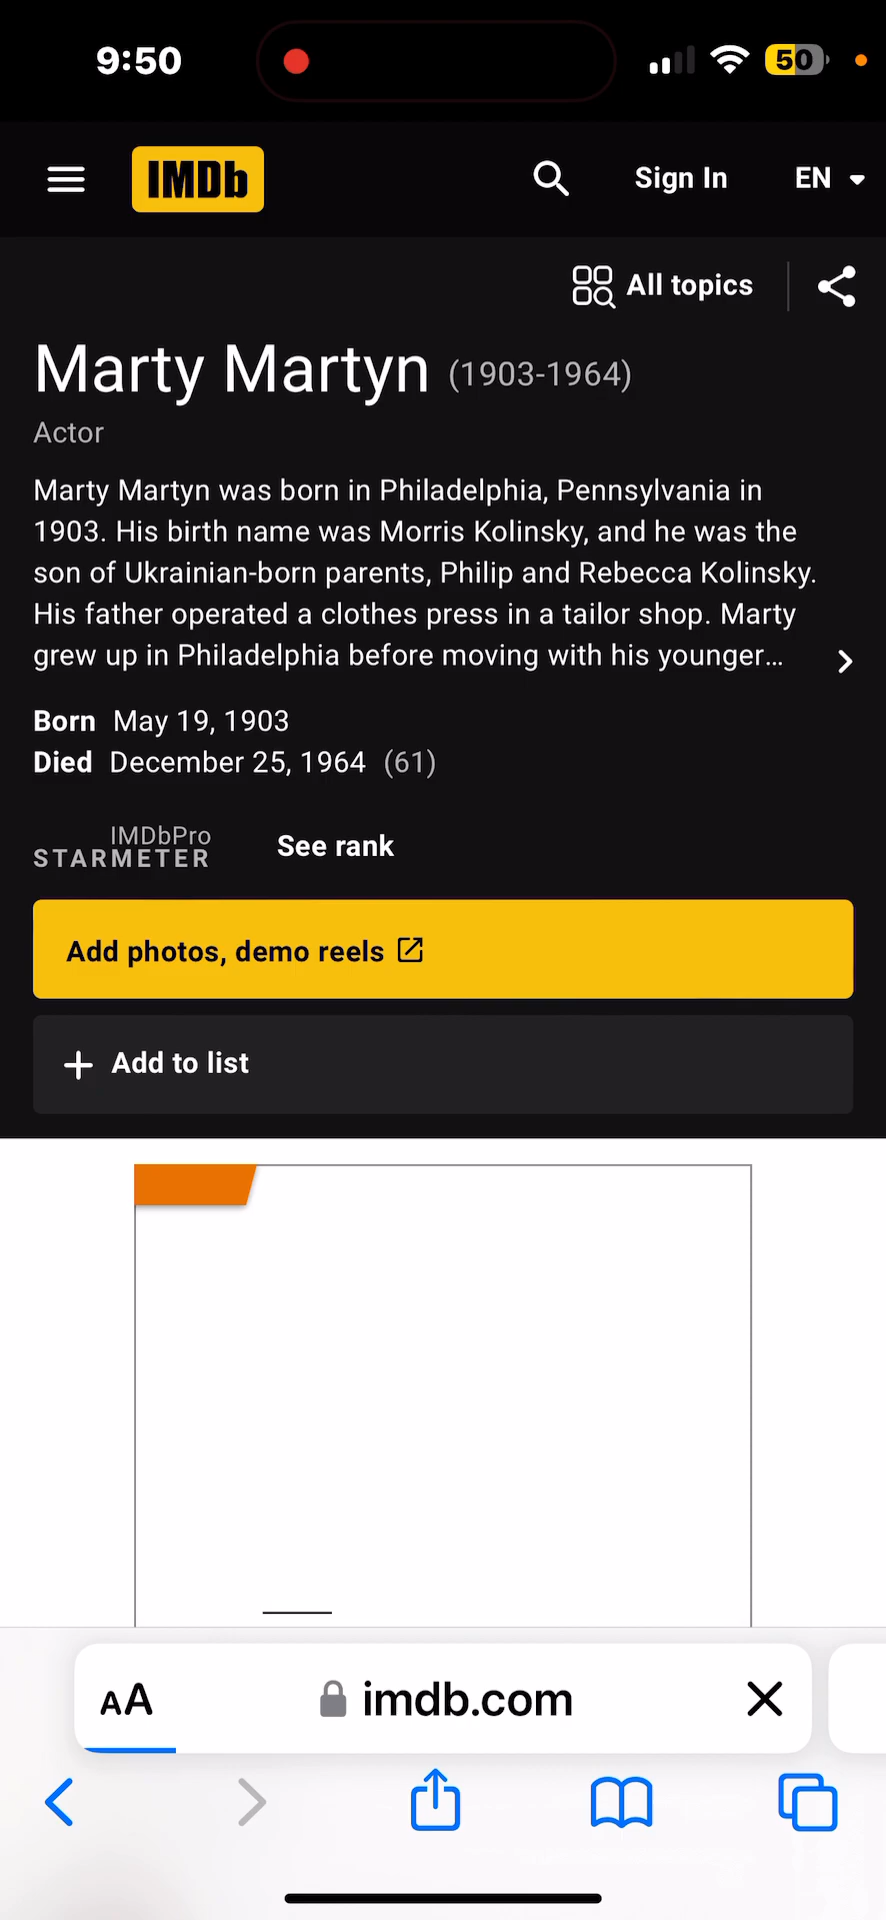 9:50
50
IMDb
Sign In
EN
All topics
Marty Martyn (1903-1964)
Actor
Marty Martyn was born in Philadelphia, Pennsylvania in
1903. His birth name was Morris Kolinsky, and he was the
son of Ukrainian-born parents, Philip and Rebecca Kolinsky.
His father operated a clothes press in a tailor shop. Marty
grew up in Philadelphia before moving with his younger…
Born May 19, 1903
Died December 25, 1964 (61)
IMDbPro
STARMETER
See rank
Add photos, demo reels
Add to list
AA
imdb.com